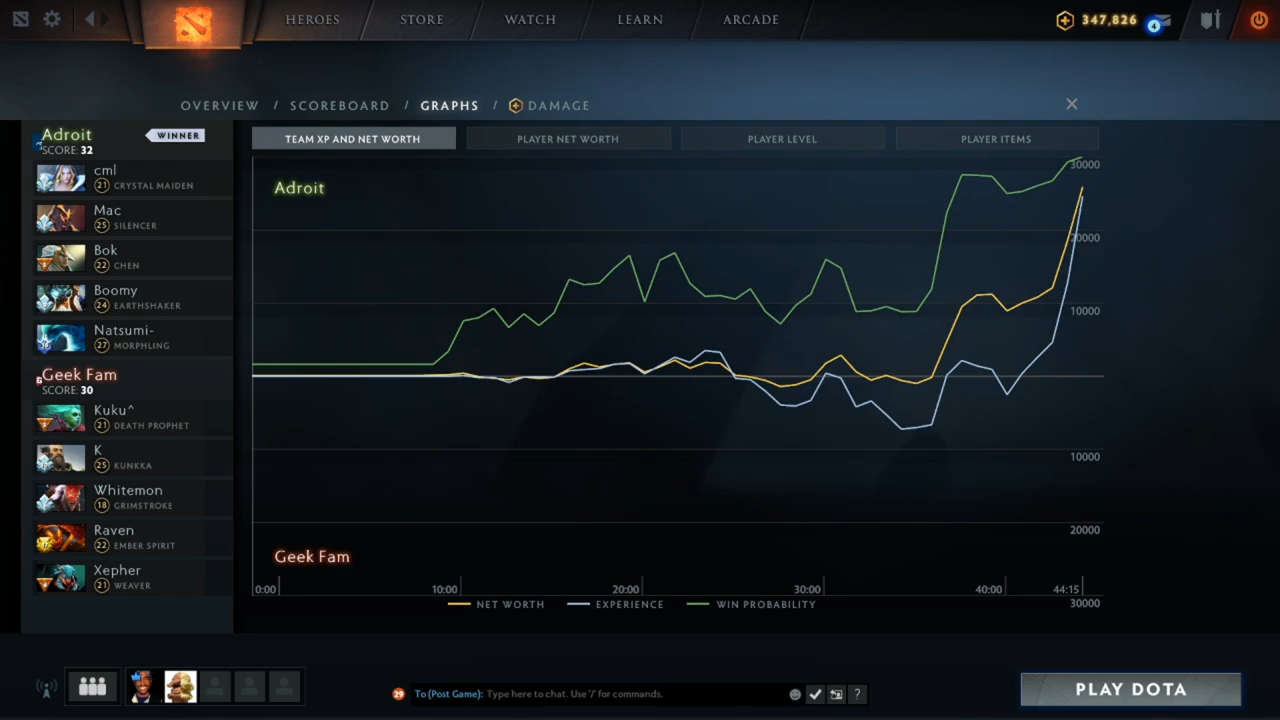 HEROES STORE WATCH LEARN ARCADE 347,826 4
OVERVIEW / SCOREBOARD / GRAPHS / DAMAGE
Adroit WINNER
SCORE: 32
cml
21 CRYSTAL MAIDEN
Mac
25 SILENCER
Bok
22 CHEN
Boomy
24 EARTHSHAKER
Natsumi-
27 MORPHLING
Geek Fam
SCORE: 30
Kuku^
21 DEATH PROPHET
K
25 KUNKKA
Whitemon
18 GRIMSTROKE
Raven
22 EMBER SPIRIT
Xepher
21 WEAVER
TEAM XP AND NET WORTH PLAYER NET WORTH PLAYER LEVEL PLAYER ITEMS
30000
Adroit
20000
10000
10000
20000
Geek Fam
0:00 10:00 20:00 30:00 40:00 44:15
30000
NET WORTH EXPERIENCE WIN PROBABILITY
29 To (Post Game): Type here to chat. Use '/' for commands. ?
PLAY DOTA